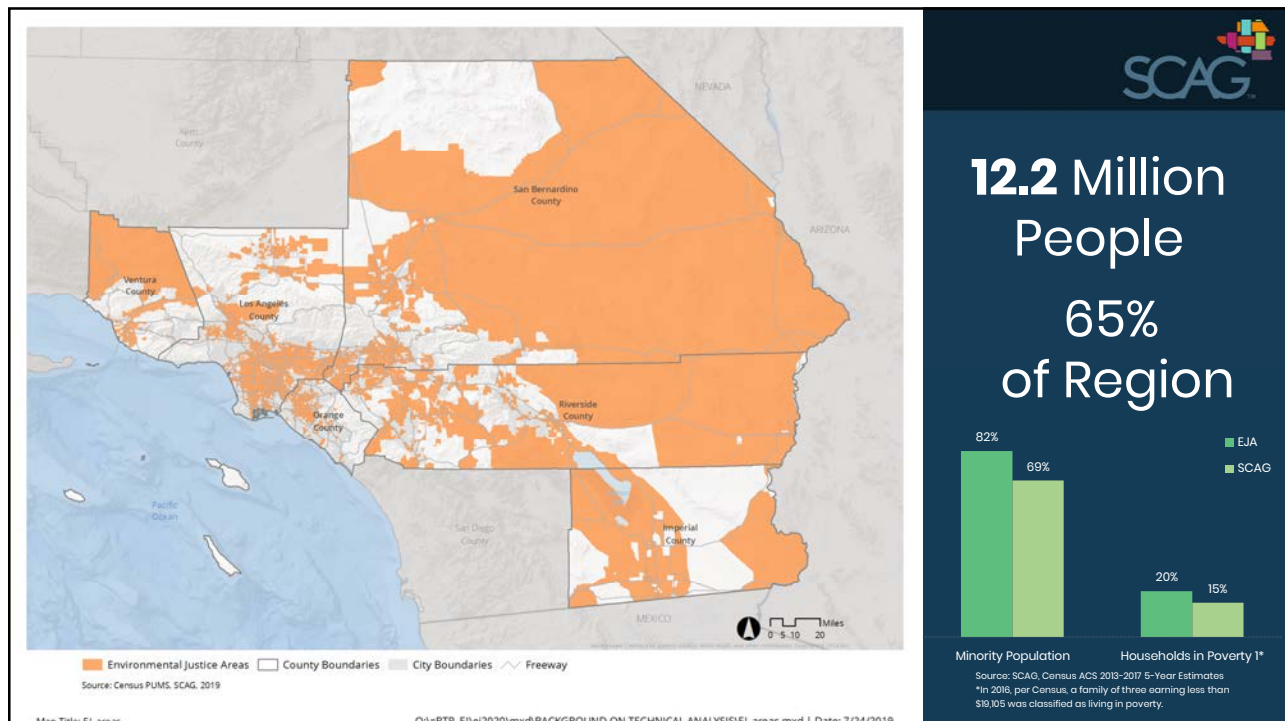 NEVADA
Kern
County
San Bernardino
County
ARIZONA
Ventura
County
Los Angeles
County
Orange
County
Riverside
County
Pacific
Ocean
San Diego
County
Imperial
County
MEXICO
Miles
0 5 10 20
Environmental Justice Areas
County Boundaries
City Boundaries
Freeway
Source: Census PUMS, SCAG, 2019
SCAG
12.2 Million
People
65%
of Region
82%
69%
20%
15%
EJA
SCAG
Minority Population
Households in Poverty 1*
Source: SCAG, Census ACS 2013-2017 5-Year Estimates
*In 2016, per Census, a family of three earning less than
$19,105 was classified as living in poverty.